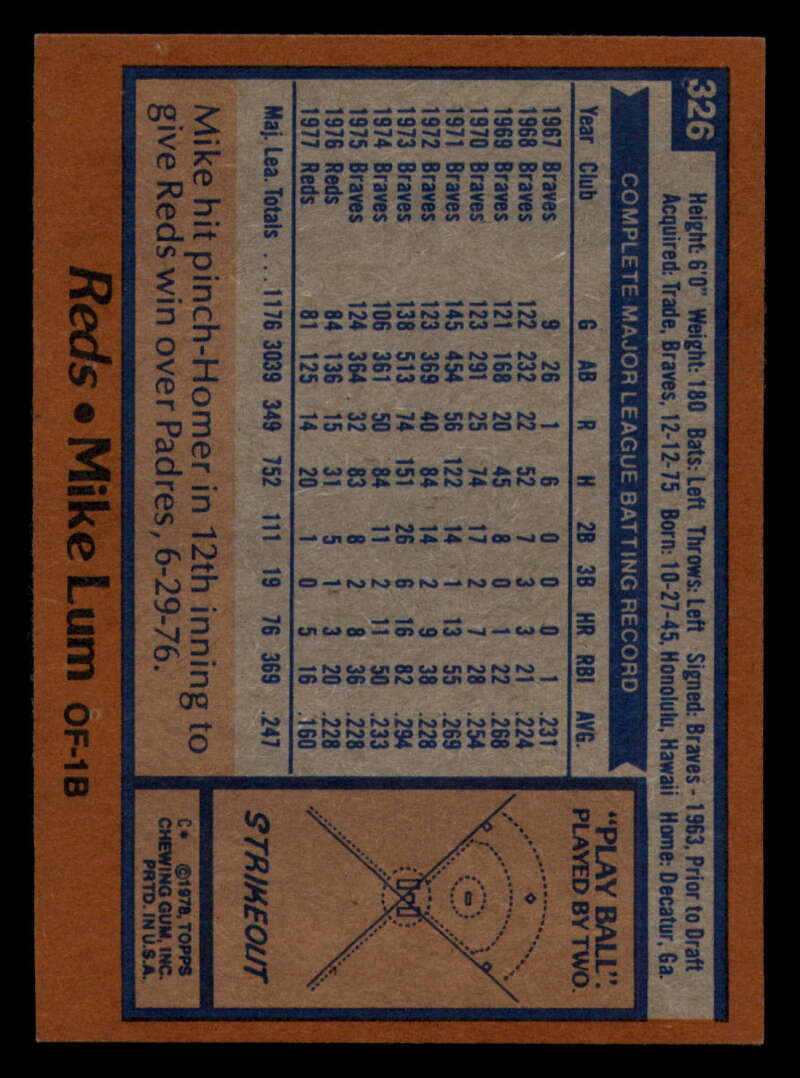 326
Height: 6'0" Weight: 180 Bats: Left Throws: Left Signed: Braves - 1963, Prior to Draft
Acquired: Trade, Braves, 12-12-75 Born: 10-27-45, Honolulu, Hawaii Home: Decatur, Ga.
COMPLETE MAJOR LEAGUE BATTING RECORD
Year Club G AB R H 2B 3B HR RBI AVG.
1967 Braves 9 26 1 6 0 0 0 1 .231
1968 Braves 122 232 22 52 7 3 3 21 .224
1969 Braves 121 168 20 45 8 0 1 22 .268
1970 Braves 123 291 25 74 17 2 7 28 .254
1971 Braves 145 454 56 122 14 1 13 55 .269
1972 Braves 123 369 40 84 14 2 9 38 .228
1973 Braves 138 513 74 151 26 6 16 82 .294
1974 Braves 106 361 50 84 11 2 11 50 .233
1975 Braves 124 364 32 83 8 2 8 36 .228
1976 Reds 84 136 15 31 5 1 3 20 .228
1977 Reds 81 125 14 20 1 0 5 16 .160
Maj. Lea. Totals ... 1176 3039 349 752 111 19 76 369 .247
Mike hit pinch-Homer in 12th inning to
give Reds win over Padres, 6-29-76.
"PLAY BALL".
PLAYED BY TWO.
STRIKEOUT
C* ©1978, TOPPS
CHEWING GUM, INC.
PRTD. IN U.S.A.
Reds • Mike Lum OF-1B